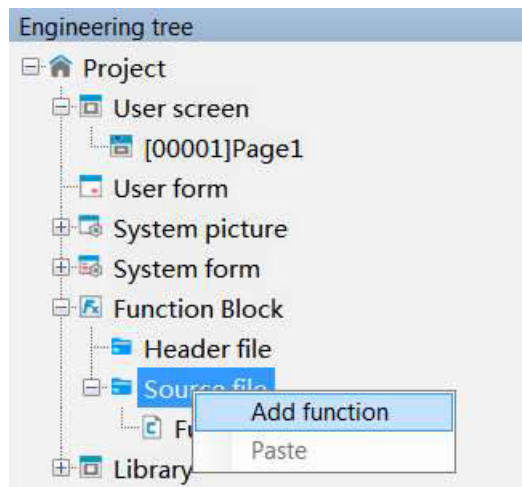 Engineering tree
Project
User screen
[00001]Page1
User form
System picture
System form
Function Block
Header file
Source file
Add function
Paste
Library